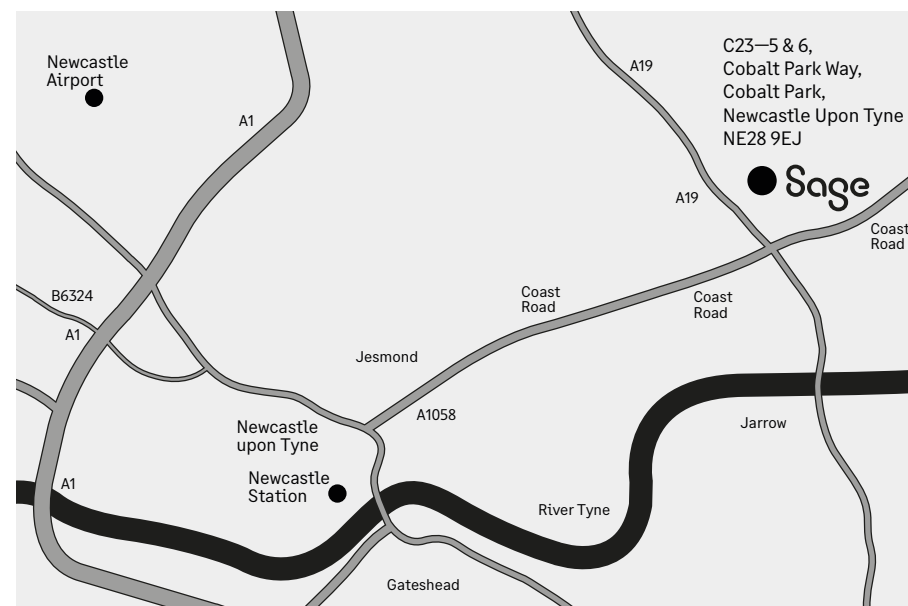 C23—5 & 6,
Cobalt Park Way,
Cobalt Park,
Newcastle Upon Tyne
NE28 9EJ
Newcastle
Airport
A19
A1
Sage
A19
Coast
Road
B6324
Coast
Road
Coast
Road
A1
Jesmond
A1058
Newcastle
upon Tyne
Jarrow
Newcastle
Station
A1
River Tyne
Gateshead